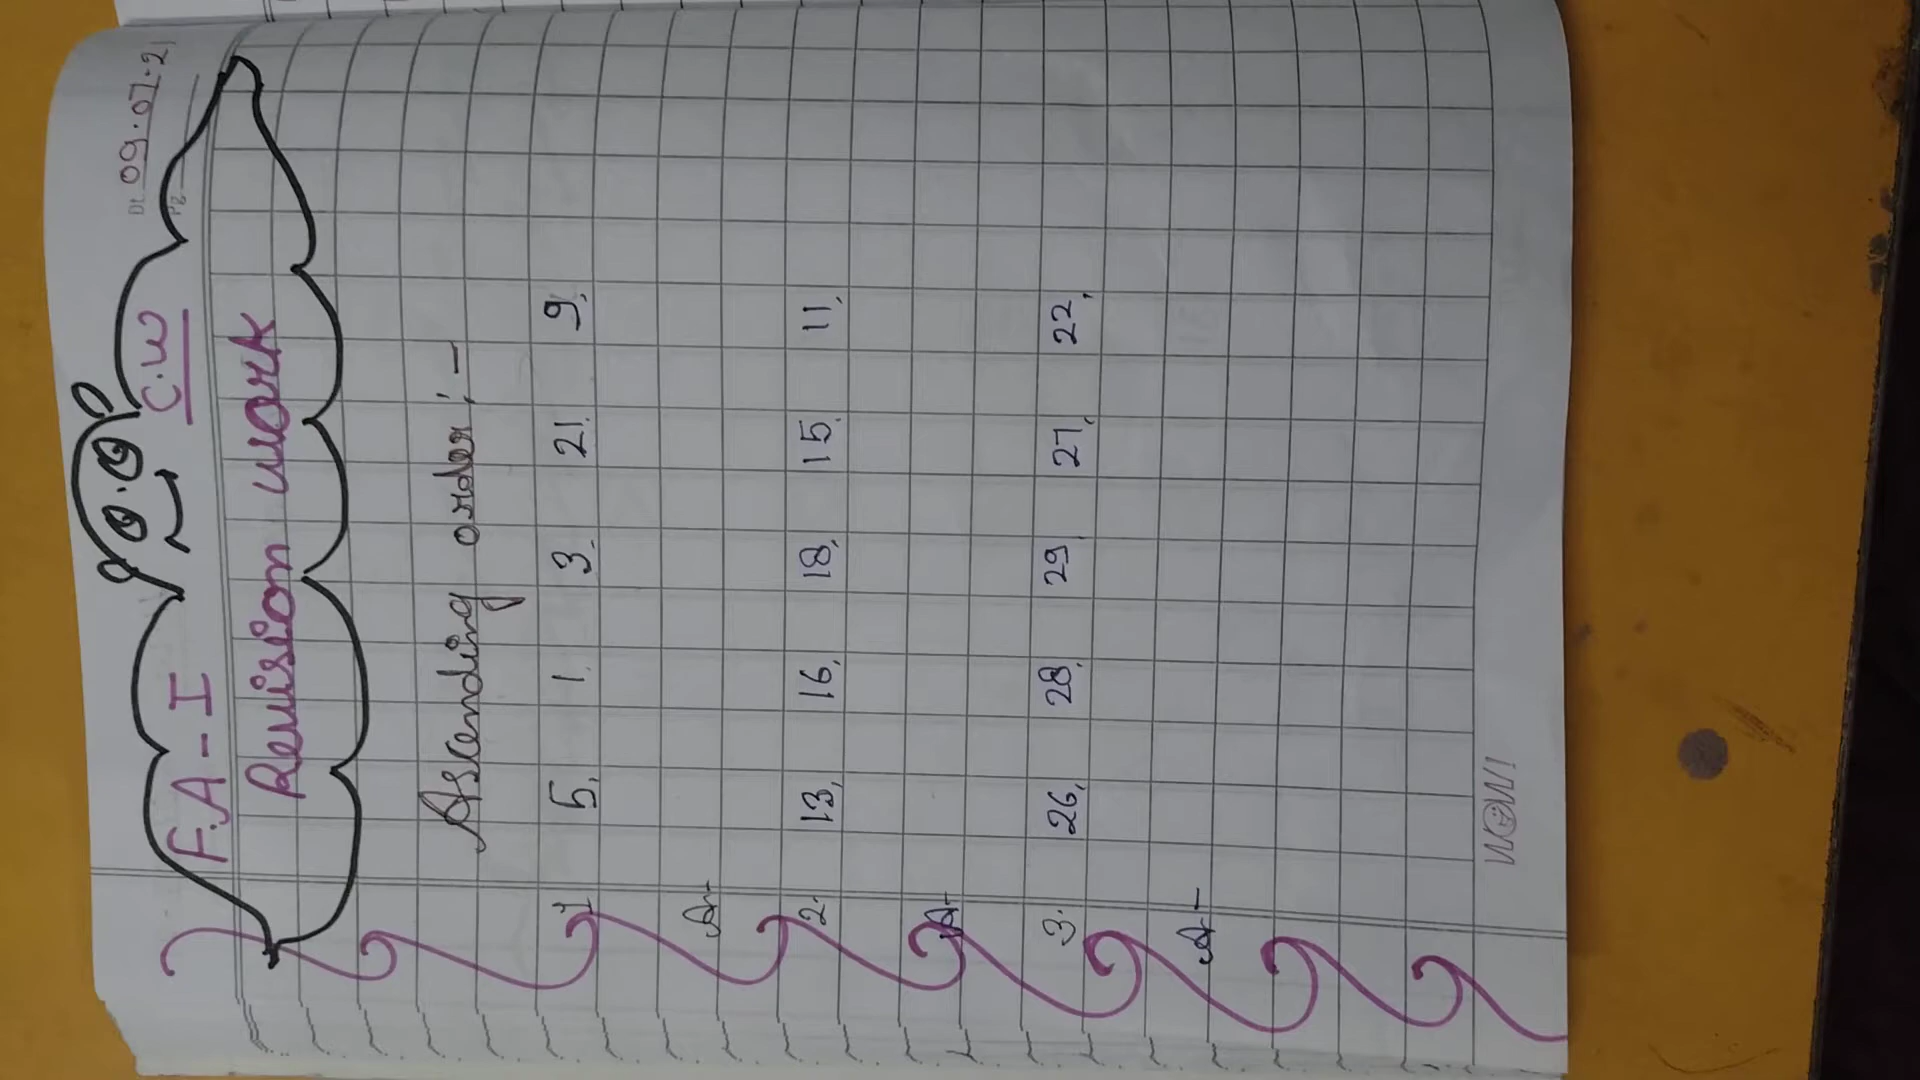 Dt. 09.07.21
Pg.
F.A - I C.W
Revision work
Ascending order;-
1 5, 1, 3, 21, 9,
A-
2. 13, 16, 18, 15, 11,
A-
3. 26, 28, 29, 27, 22,
A-